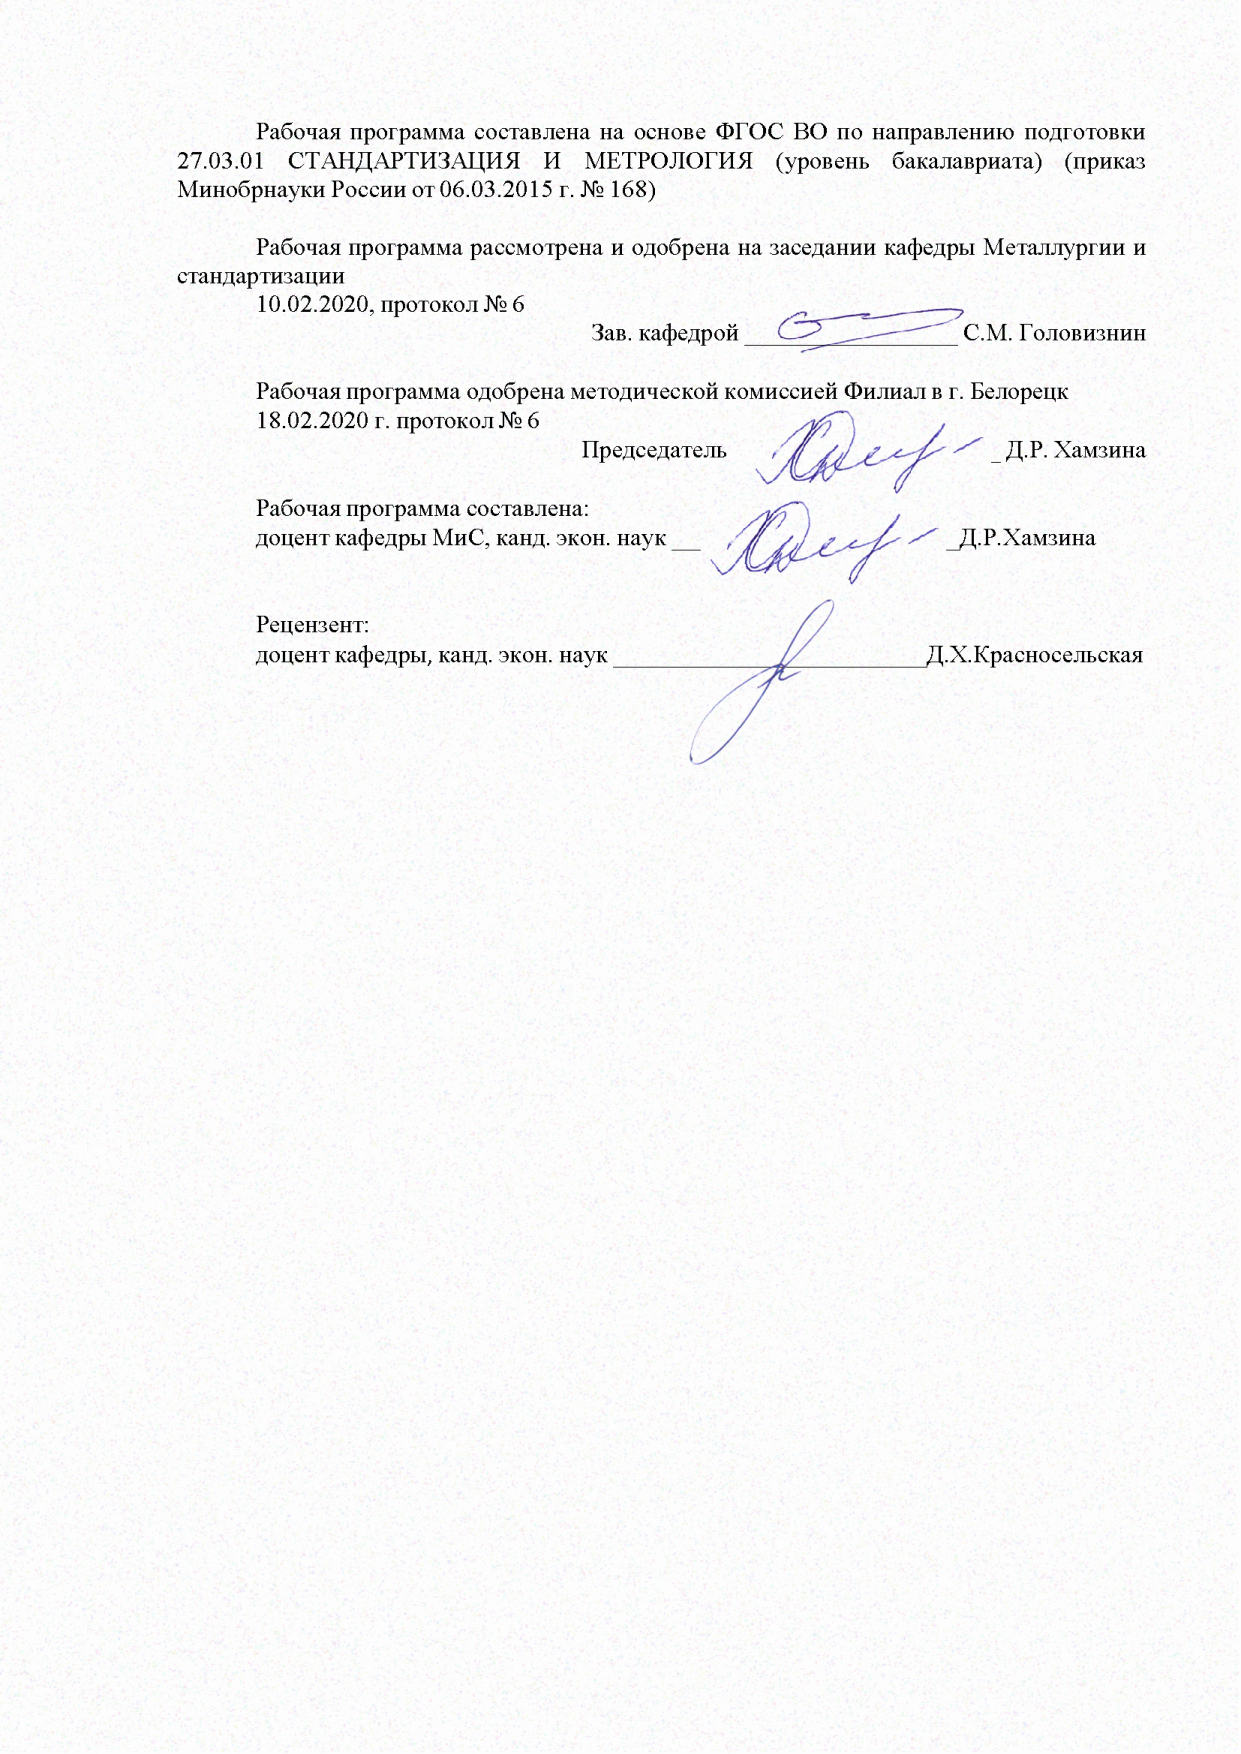 Рабочая программа составлена на основе ФГОС ВО по направлению подготовки
27.03.01 СТАНДАРТИЗАЦИЯ И МЕТРОЛОГИЯ (уровень бакалавриата) (приказ
Минобрнауки России от 06.03.2015 г. № 168)
Рабочая программа рассмотрена и одобрена на заседании кафедры Металлургии и
стандартизации
10.02.2020, протокол № 6
Зав. кафедрой _________________ С.М. Головизнин
Рабочая программа одобрена методической комиссией Филиал в г. Белорецк
18.02.2020 г. протокол № 6
Председатель _ Д.Р. Хамзина
Рабочая программа составлена:
доцент кафедры МиС, канд. экон. наук __ _Д.Р.Хамзина
Рецензент:
доцент кафедры, канд. экон. наук _________________________Д.Х.Красносельская